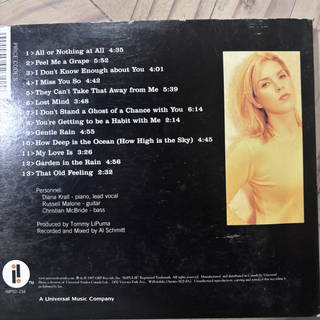 PRICE CODE
1 > All or Nothing at All 4:35
2 > Peel Me a Grape 5:52
3 > I Don't Know Enough about You 4:01
4 > I Miss You So 4:42
5 > They Can't Take That Away from Me 5:39
6 > Lost Mind 3:48
7 > I Don't Stand a Ghost of a Chance with You 6:14
8 > You're Getting to be a Habit with Me 2:13
9 > Gentle Rain 4:55
10 > How Deep is the Ocean (How High is the Sky) 4:45
11 > My Love Is 3:26
12 > Garden in the Rain 4:56
13 > That Old Feeling 2:32
Personnel:
Diana Krall - piano, lead vocal
Russell Malone - guitar
Christian McBride - bass
Produced by Tommy LiPuma
Recorded and Mixed by Al Schmitt
A Universal Music Company